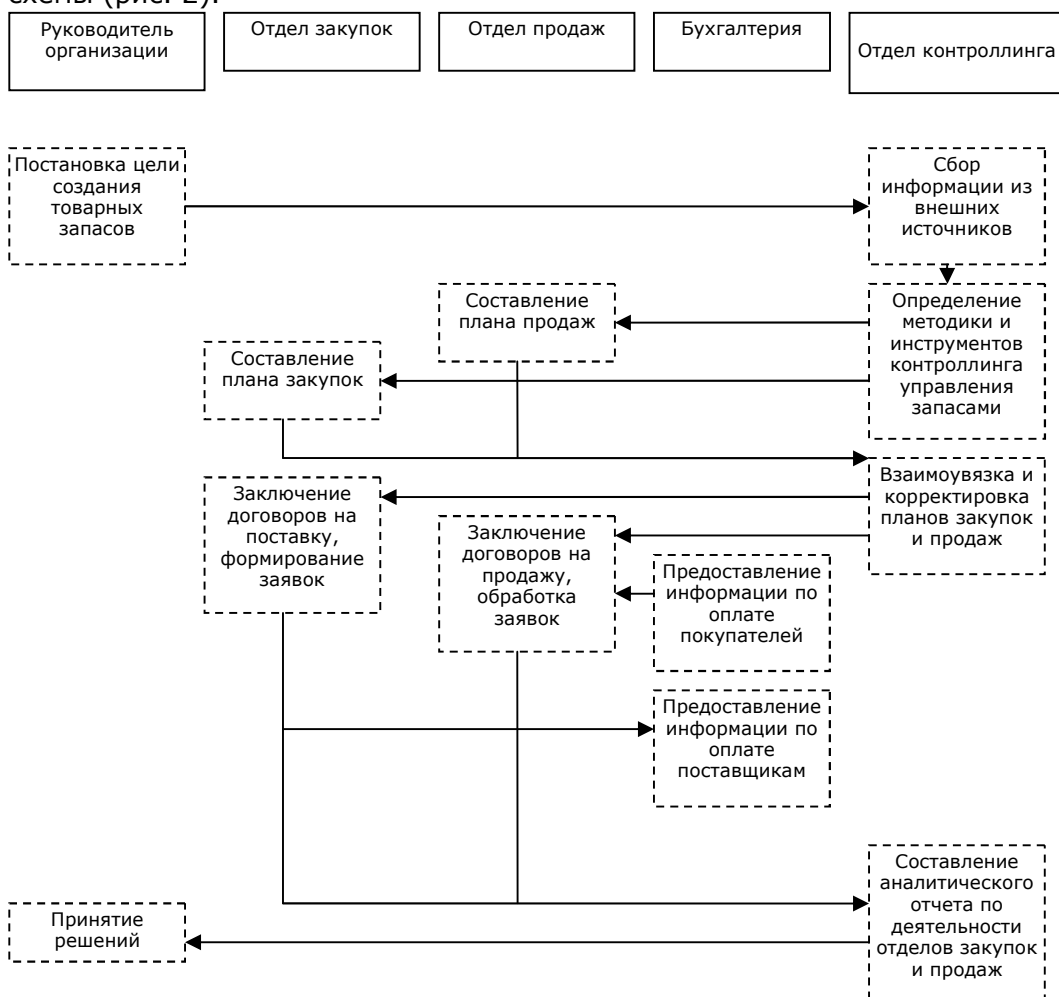 схемы (рис. 2).
Руководитель
организации
Отдел закупок
Отдел продаж
Бухгалтерия
Отдел контроллинга
Постановка цели
создания
товарных
запасов
Сбор
информации из
внешних
источников
Составление
плана продаж
Определение
методики и
инструментов
контроллинга
управления
запасами
Составление
плана закупок
Взаимоувязка и
корректировка
планов закупок
и продаж
Заключение
договоров на
поставку,
формирование
заявок
Заключение
договоров на
продажу,
обработка
заявок
Предоставление
информации по
оплате
покупателей
Предоставление
информации по
оплате
поставщикам
Составление
аналитического
отчета по
деятельности
отделов закупок
и продаж
Принятие
решений